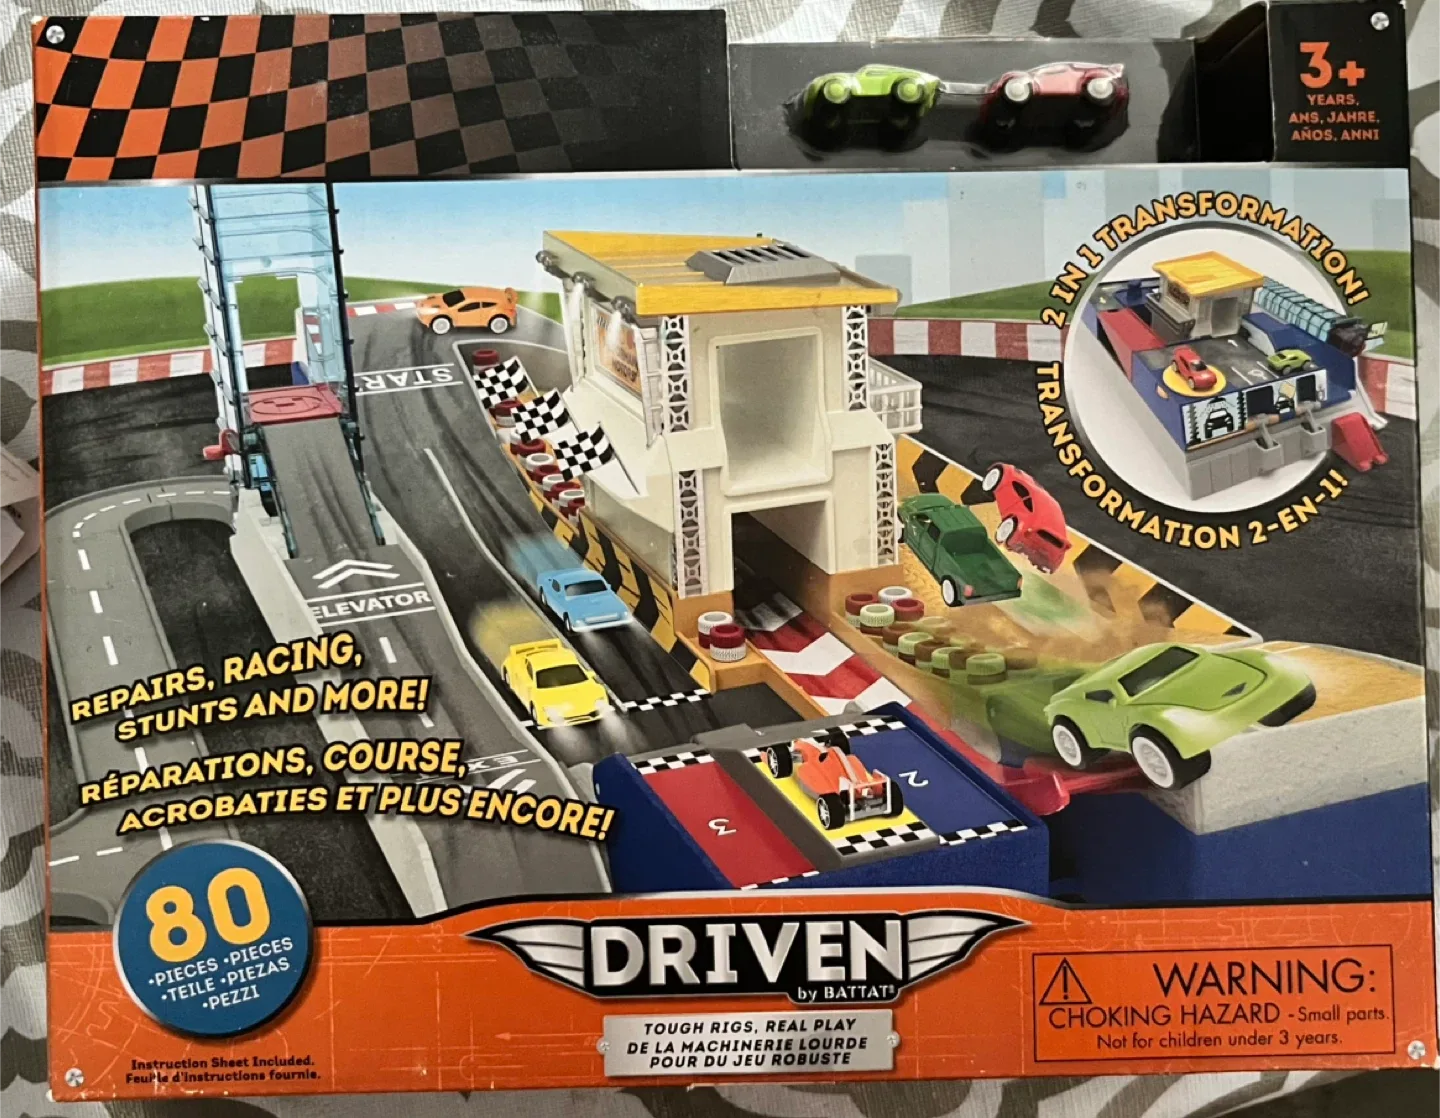 3+
YEARS,
ANS, JAHRE,
AÑOS, ANNI
2 IN 1 TRANSFORMATION!
TRANSFORMATION 2-EN-1!
START
ELEVATOR
REPAIRS, RACING,
STUNTS AND MORE!
RÉPARATIONS, COURSE,
ACROBATIES ET PLUS ENCORE!
3
2
80
•PIECES •PIECES
•TEILE •PIEZAS
•PEZZI
Instruction Sheet Included.
Feuille d'instructions fournie.
DRIVEN
by BATTAT®
TOUGH RIGS, REAL PLAY
DE LA MACHINERIE LOURDE
POUR DU JEU ROBUSTE
WARNING:
CHOKING HAZARD - Small parts.
Not for children under 3 years.